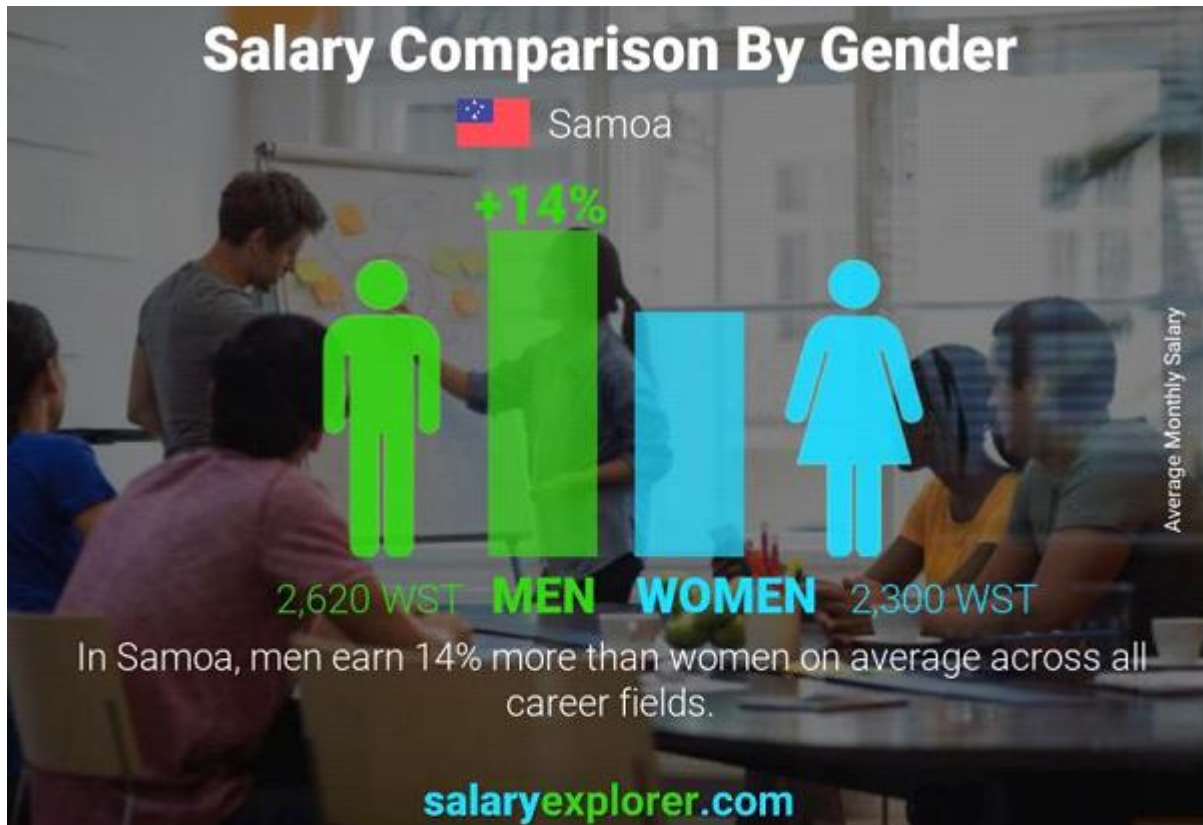 Salary Comparison By Gender
Samoa
+14%
2,620 WST MEN WOMEN 2,300 WST
Average Monthly Salary
In Samoa, men earn 14% more than women on average across all
career fields.
salaryexplorer.com